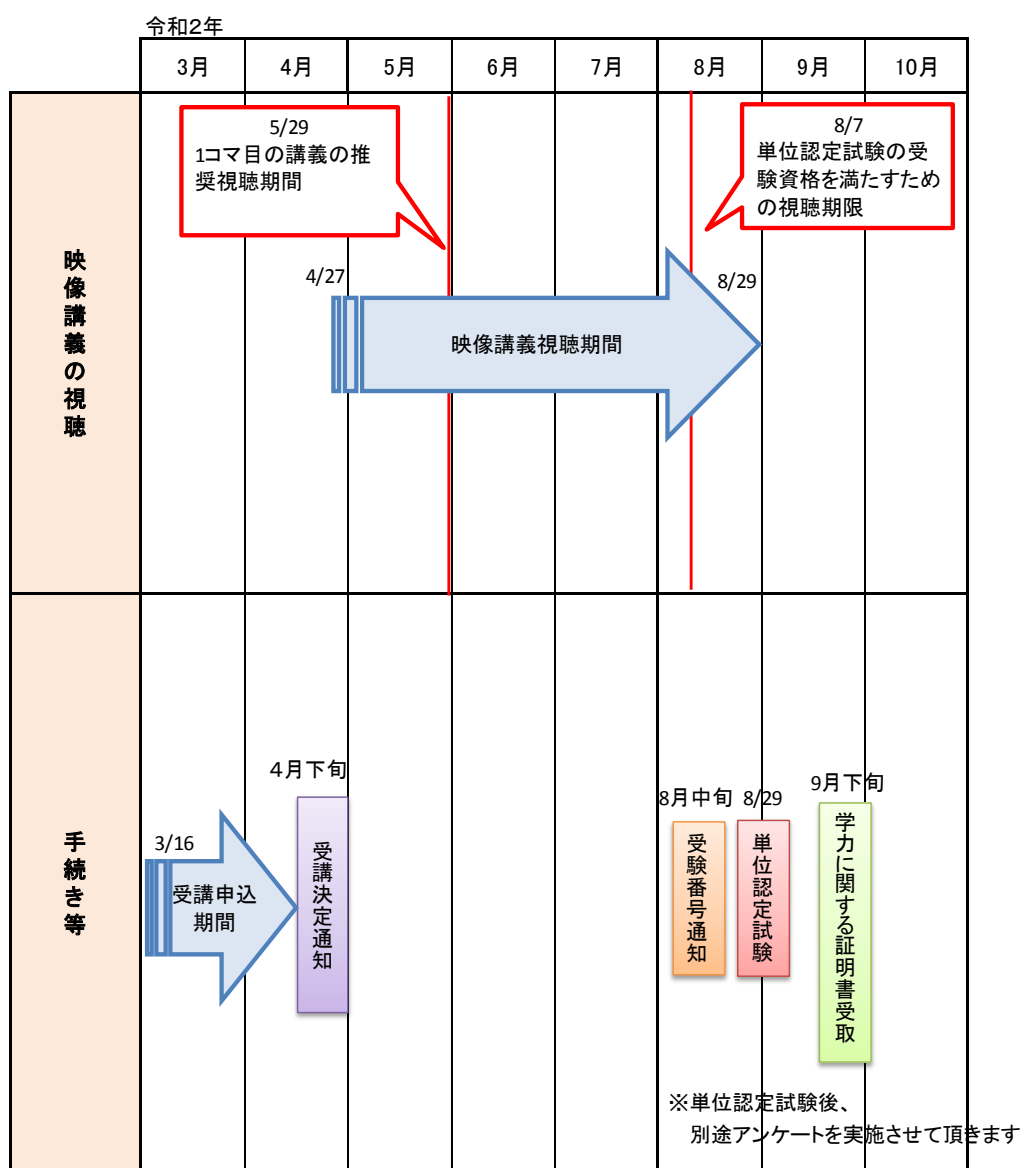 令和2年
3月 4月 5月 6月 7月 8月 9月 10月
映像講義の視聴
5/29
1コマ目の講義の推
奨視聴期間
8/7
単位認定試験の受
験資格を満たすため
の視聴期限
4/27
8/29
映像講義視聴期間
手続き等
3/16
受講申込
期間
４月下旬
受講決定通知
8月中旬
受験番号通知
8/29
単位認定試験
9月下旬
学力に関する証明書受取
※単位認定試験後、
別途アンケートを実施させて頂きます